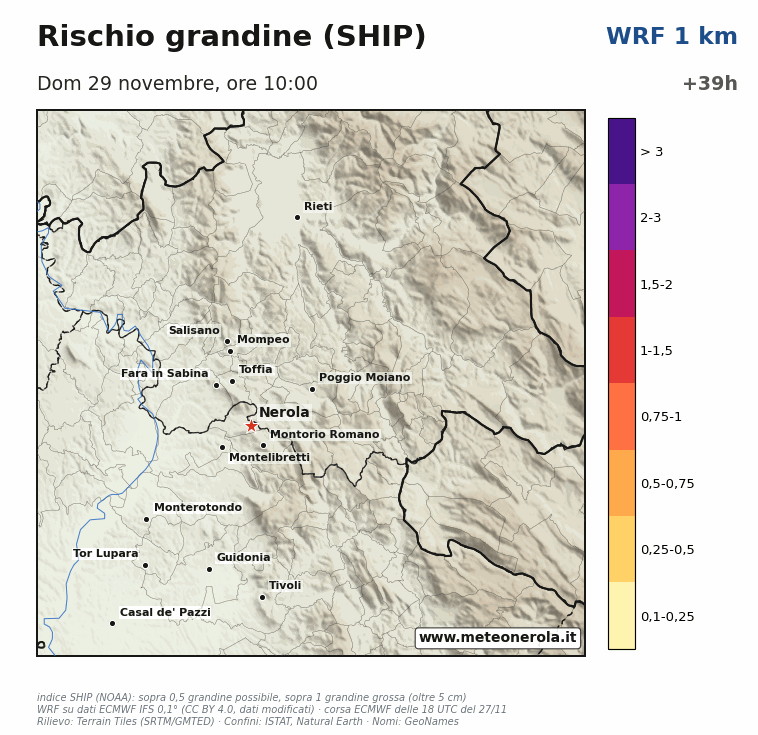 Rischio grandine (SHIP)
WRF 1 km
Dom 29 novembre, ore 10:00
+39h
Rieti
Salisano
Mompeo
Toffia
Fara in Sabina
Poggio Moiano
Nerola
Montorio Romano
Montelibretti
Monterotondo
Tor Lupara
Guidonia
Tivoli
Casal de' Pazzi
www.meteonerola.it
> 3
2-3
1,5-2
1-1,5
0,75-1
0,5-0,75
0,25-0,5
0,1-0,25
indice SHIP (NOAA): sopra 0,5 grandine possibile, sopra 1 grandine grossa (oltre 5 cm)
WRF su dati ECMWF IFS 0,1° (CC BY 4.0, dati modificati) · corsa ECMWF delle 18 UTC del 27/11
Rilievo: Terrain Tiles (SRTM/GMTED) · Confini: ISTAT, Natural Earth · Nomi: GeoNames